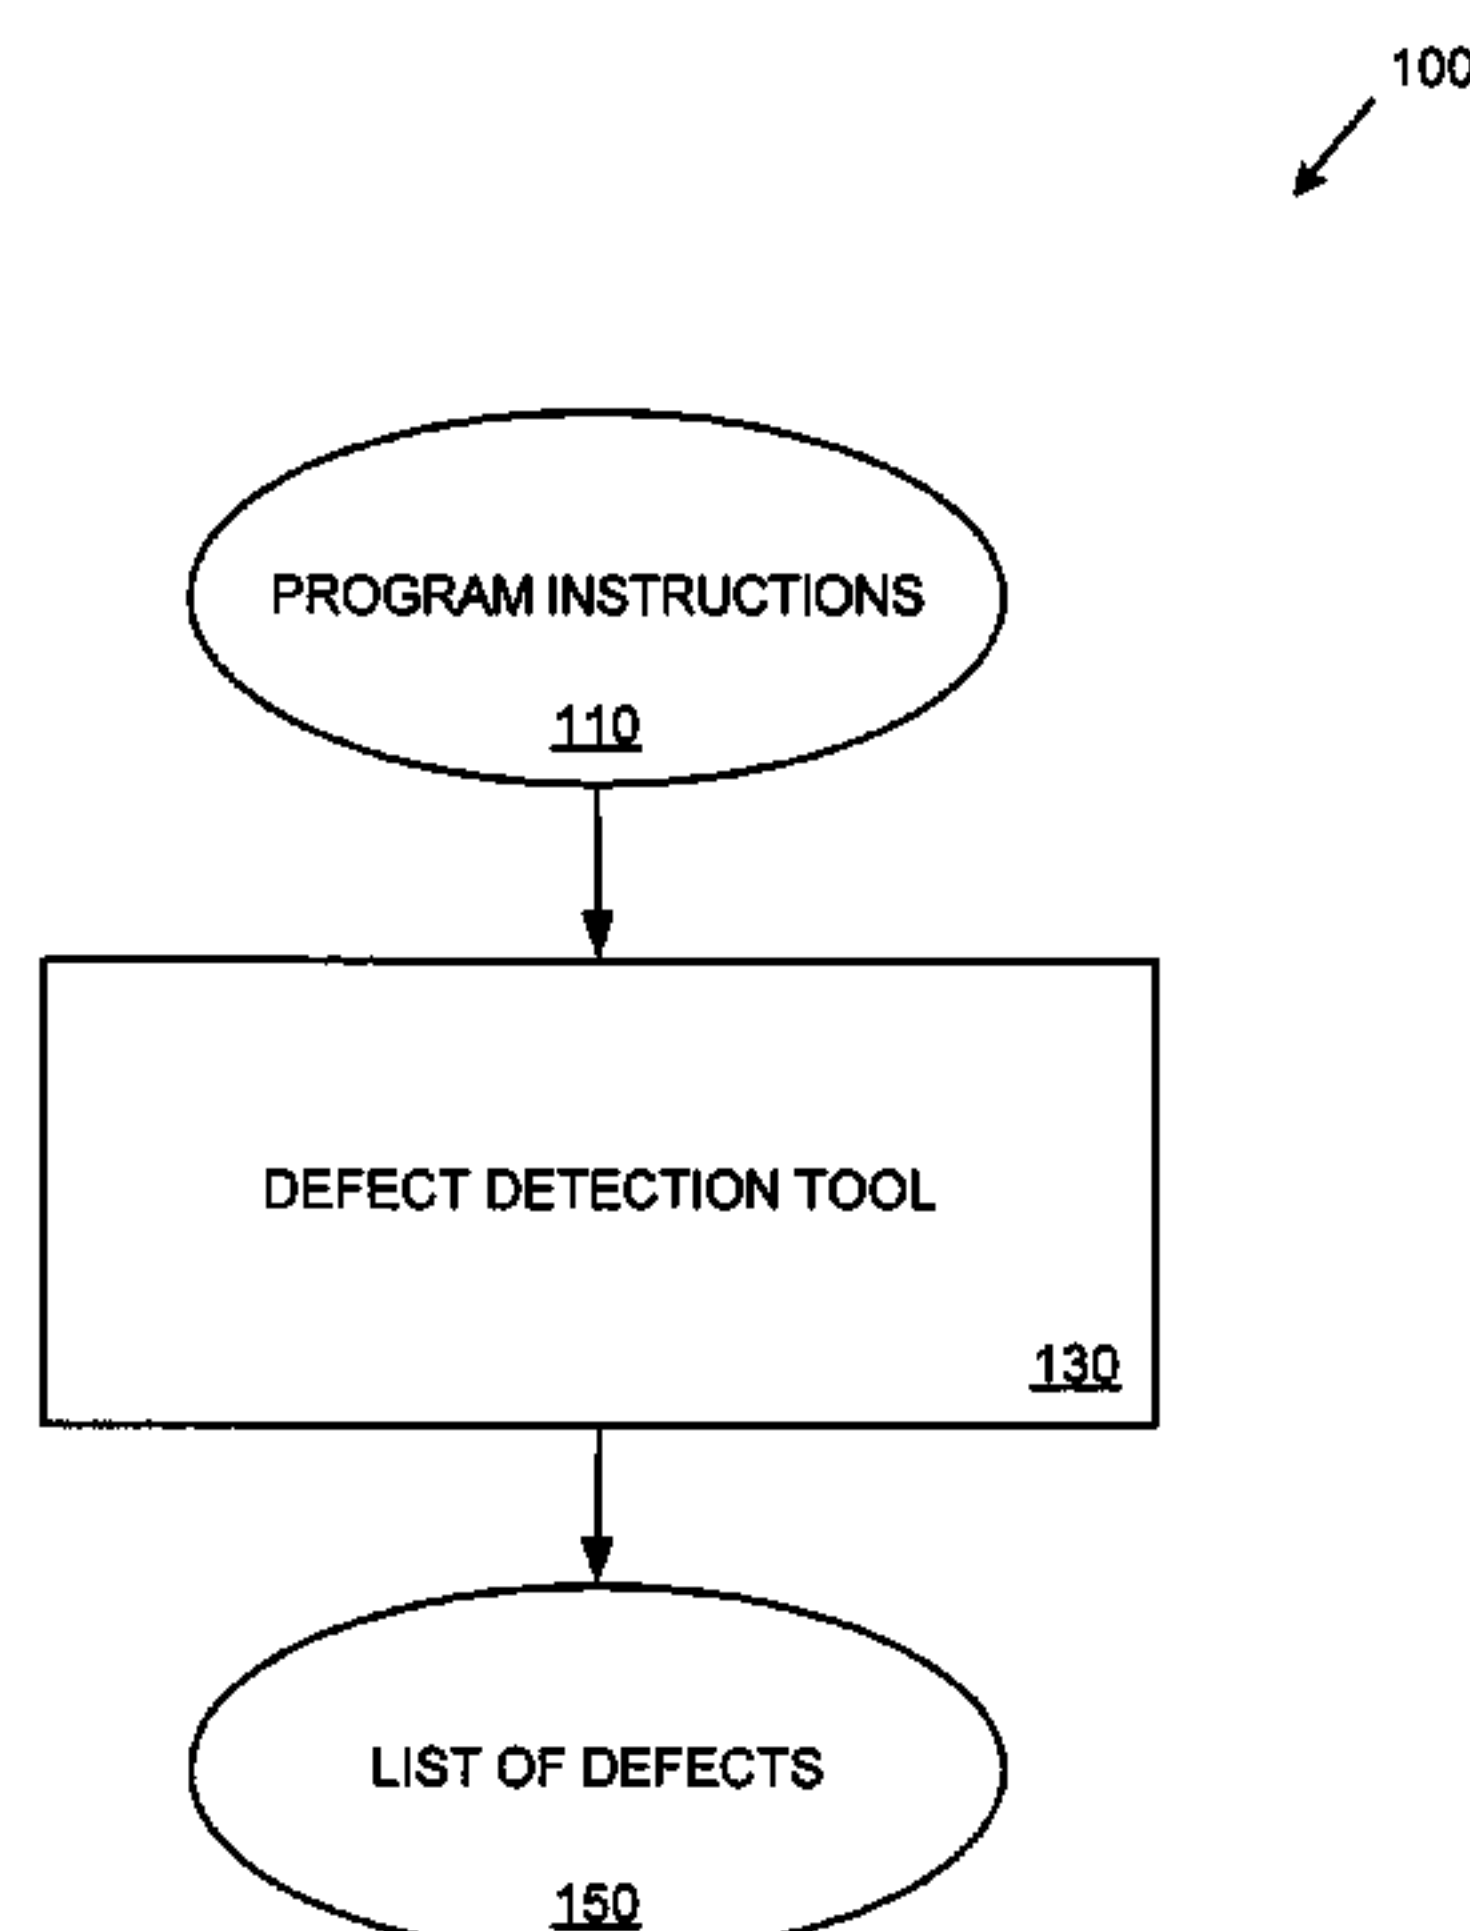 100
PROGRAM INSTRUCTIONS
110
DEFECT DETECTION TOOL
130
LIST OF DEFECTS
150